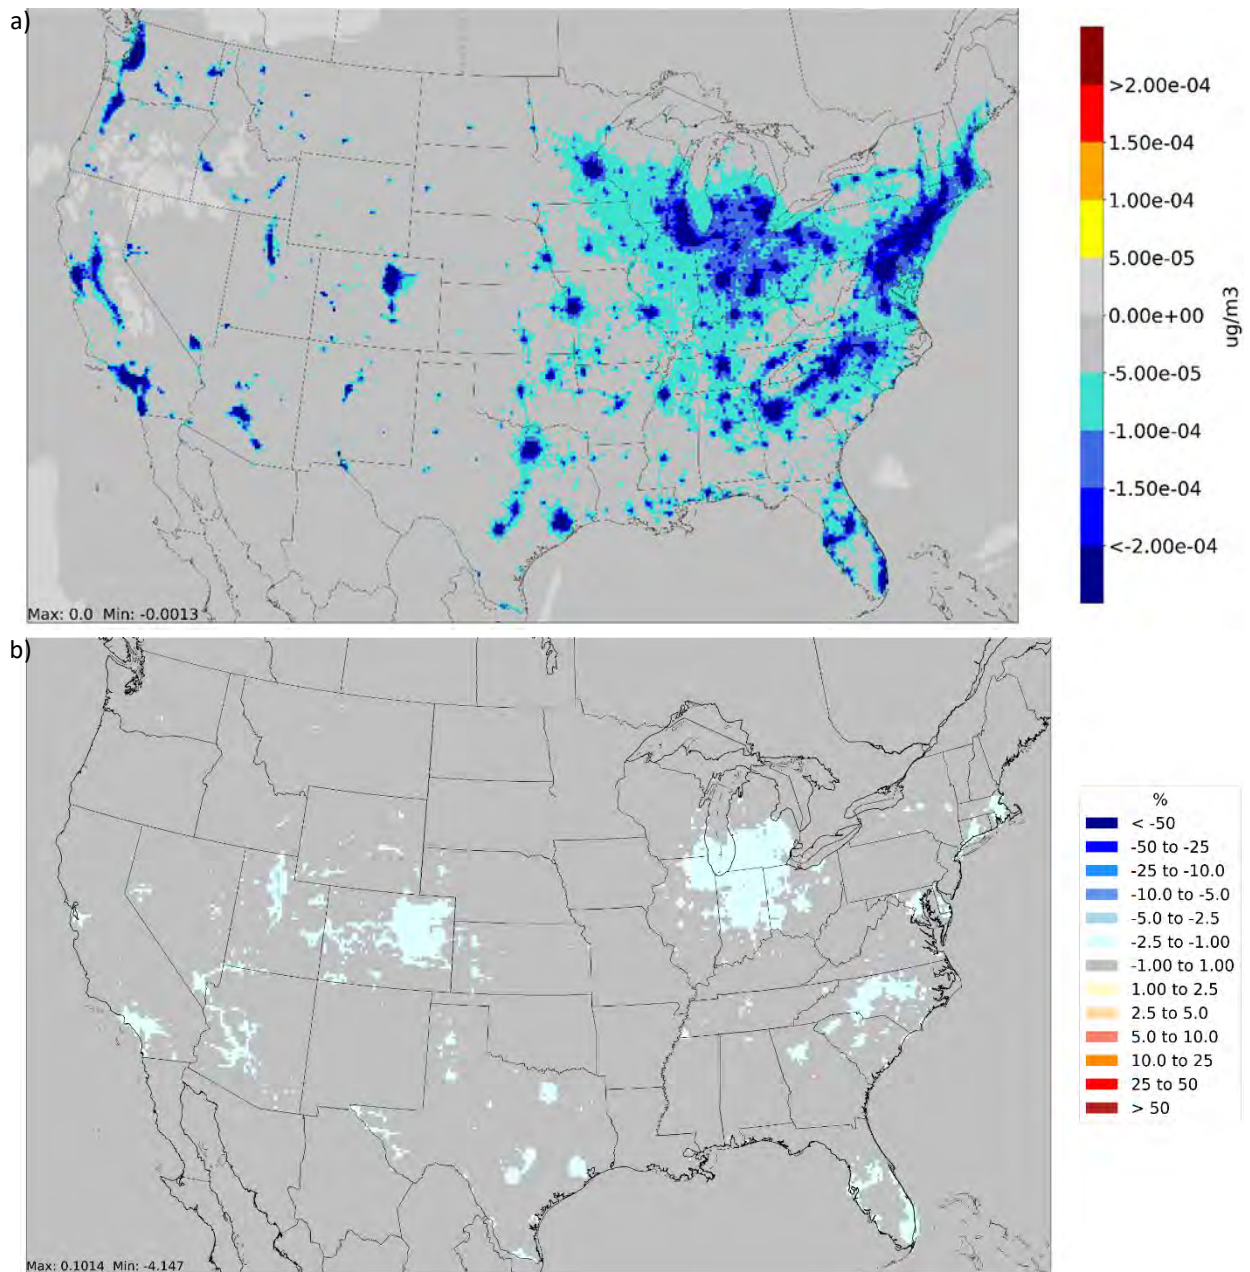 a)
>2.00e-04
1.50e-04
1.00e-04
5.00e-05
0.00e+00
-5.00e-05
-1.00e-04
-1.50e-04
<-2.00e-04
ug/m3
Max: 0.0 Min: -0.0013
b)
%
< -50
-50 to -25
-25 to -10.0
-10.0 to -5.0
-5.0 to -2.5
-2.5 to -1.00
-1.00 to 1.00
1.00 to 2.5
2.5 to 5.0
5.0 to 10.0
10.0 to 25
25 to 50
> 50
Max: 0.1014 Min: -4.147